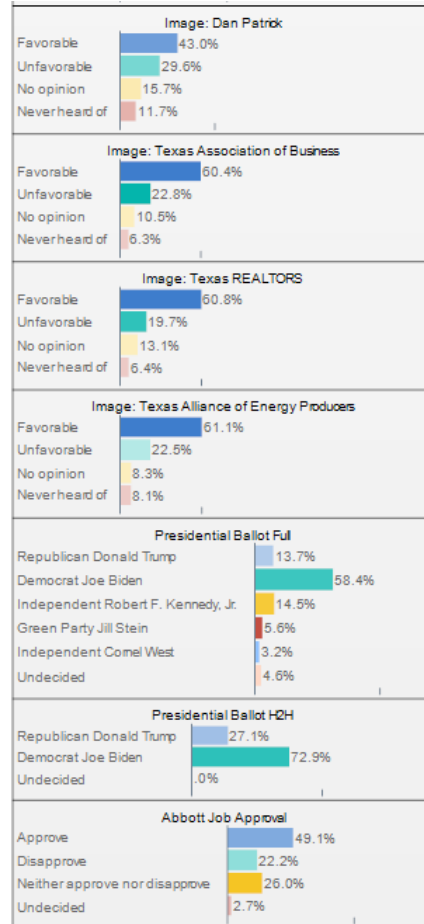 Image: Dan Patrick
Favorable 43.0%
Unfavorable 29.6%
No opinion 15.7%
Never heard of 11.7%
Image: Texas Association of Business
Favorable 60.4%
Unfavorable 22.8%
No opinion 10.5%
Never heard of 6.3%
Image: Texas REALTORS
Favorable 60.8%
Unfavorable 19.7%
No opinion 13.1%
Never heard of 6.4%
Image: Texas Alliance of Energy Producers
Favorable 61.1%
Unfavorable 22.5%
No opinion 8.3%
Never heard of 8.1%
Presidential Ballot Full
Republican Donald Trump 13.7%
Democrat Joe Biden 58.4%
Independent Robert F. Kennedy, Jr. 14.5%
Green Party Jill Stein 5.6%
Independent Cornel West 3.2%
Undecided 4.6%
Presidential Ballot H2H
Republican Donald Trump 27.1%
Democrat Joe Biden 72.9%
Undecided .0%
Abbott Job Approval
Approve 49.1%
Disapprove 22.2%
Neither approve nor disapprove 26.0%
Undecided 2.7%